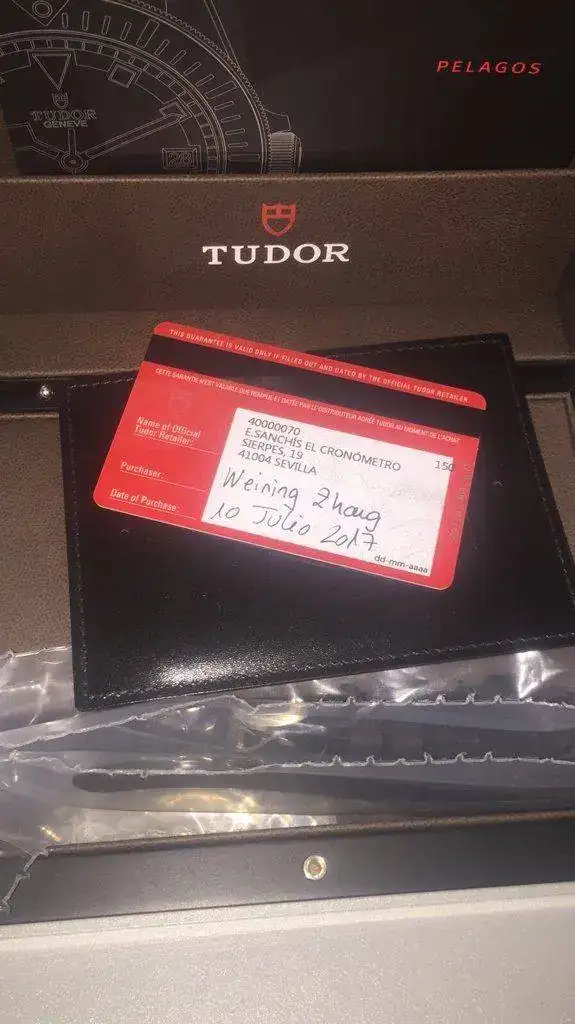 PELAGOS
TUDOR
GENEVE
28
TUDOR
THIS GUARANTEE IS VALID ONLY IF FILLED OUT AND DATED BY THE OFFICIAL TUDOR RETAILER.
CETTE GARANTIE N'EST VALABLE QUE REMPLIE ET DATÉE PAR LE DISTRIBUTEUR AGRÉÉ TUDOR AU MOMENT DE L'ACHAT
Name of Official
Tudor Retailer:
40000070 150
E.SANCHÍS EL CRONÓMETRO
SIERPES, 19
41004 SEVILLA
Purchaser:
Weining Zhang
Date of Purchase:
10 Julio 2017
dd-mm-aaaa